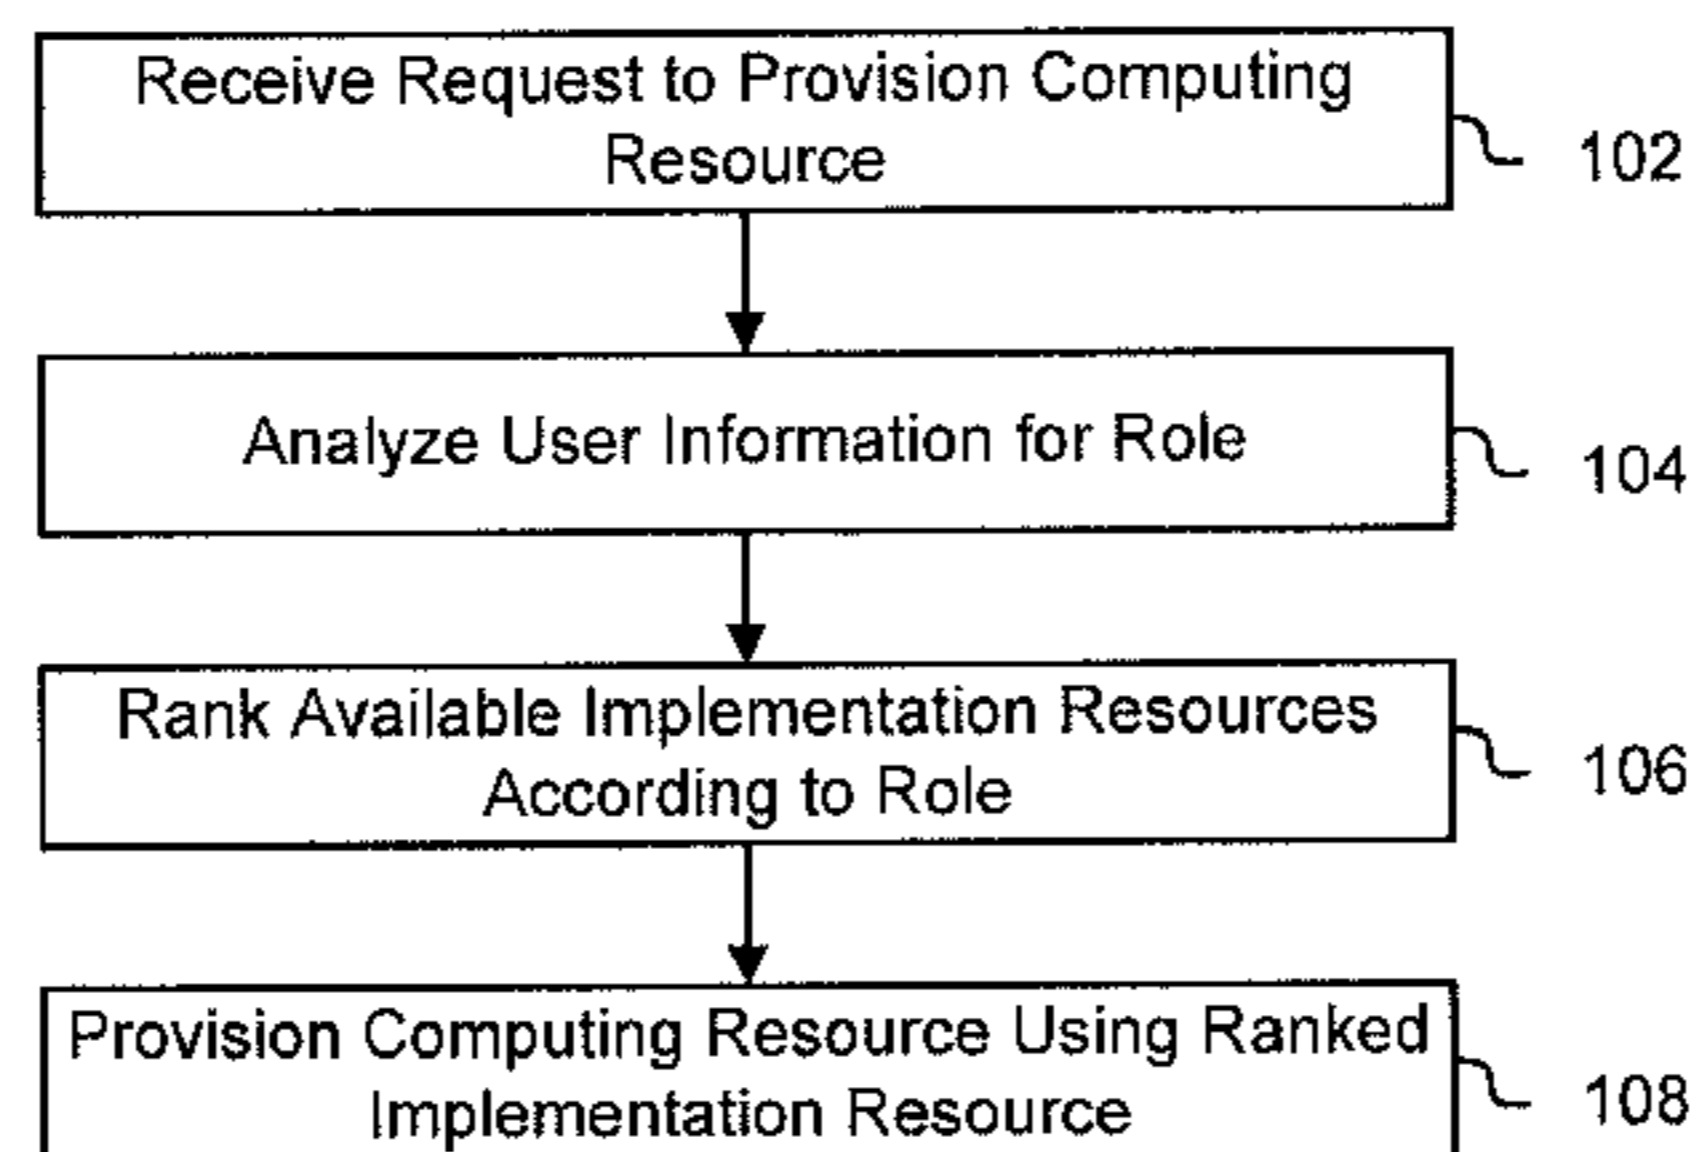 Receive Request to Provision Computing
Resource
102
Analyze User Information for Role
104
Rank Available Implementation Resources
According to Role
106
Provision Computing Resource Using Ranked
Implementation Resource
108